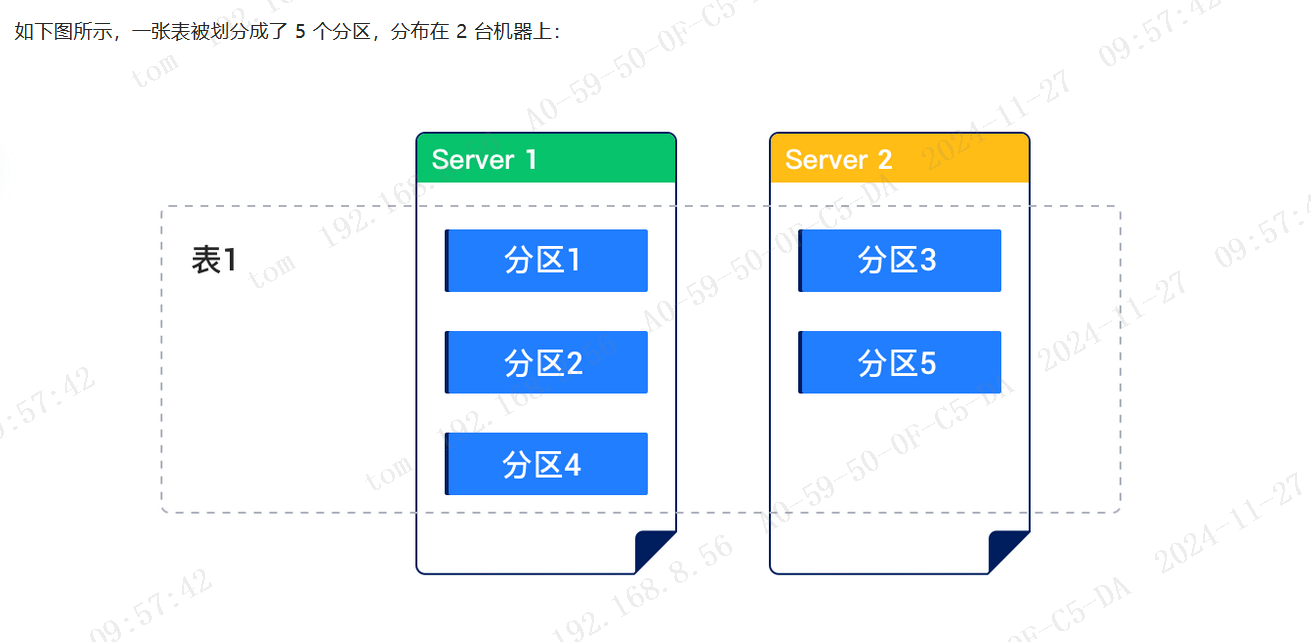 如下图所示，一张表被划分成了 5 个分区，分布在 2 台机器上：
tom 192.168.8.56 A0-59-50-0F-C5-DA 2024-11-27 09:57:42
Server 1
Server 2
表1
分区1
分区3
分区2
分区5
分区4